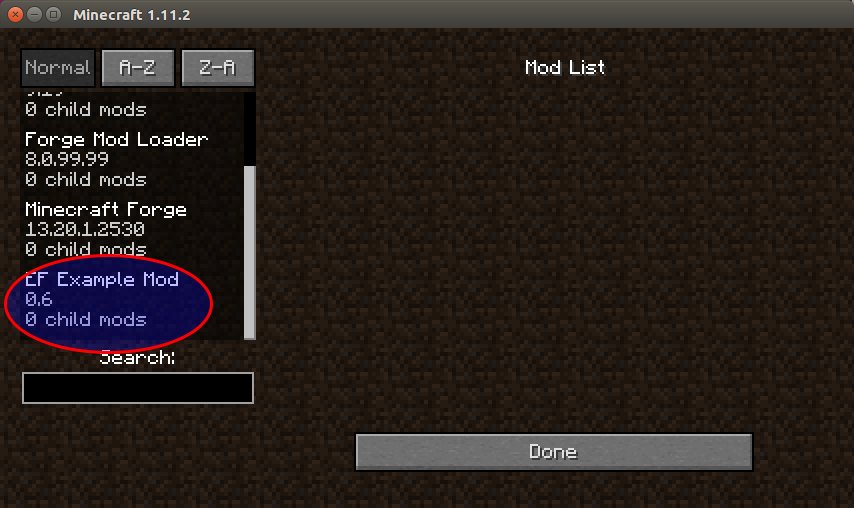 Minecraft 1.11.2
Normal
A-Z
Z-A
Mod List
0 child mods
Forge Mod Loader
8.0.99.99
0 child mods
Minecraft Forge
13.20.1.2530
0 child mods
EF Example Mod
0.6
0 child mods
Search:
Done